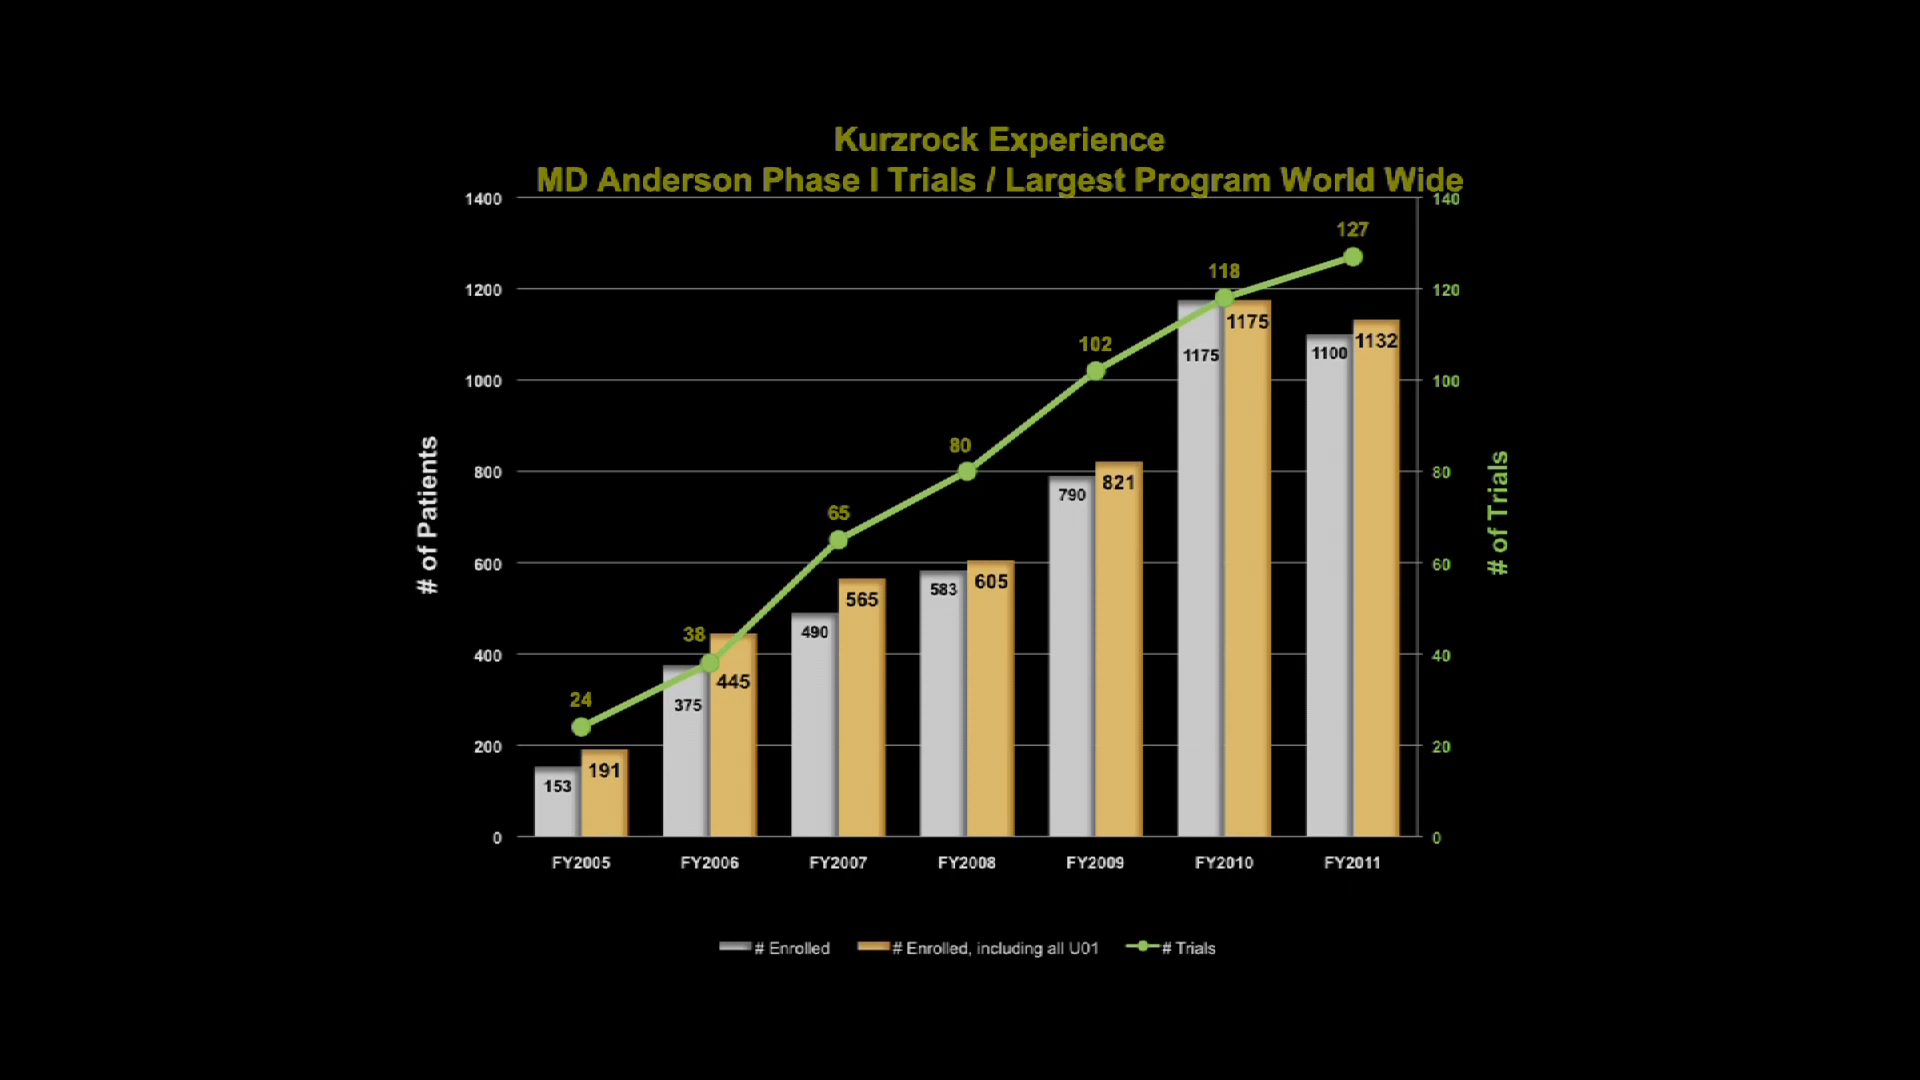 Kurzrock Experience
MD Anderson Phase I Trials / Largest Program World Wide
1400
1200
1000
800
600
400
200
0
# of Patients
140
120
100
80
60
40
20
0
# of Trials
24
38
65
80
102
118
127
153
191
375
445
490
565
583
605
790
821
1175
1175
1100
1132
FY2005
FY2006
FY2007
FY2008
FY2009
FY2010
FY2011
# Enrolled
# Enrolled, including all U01
# Trials